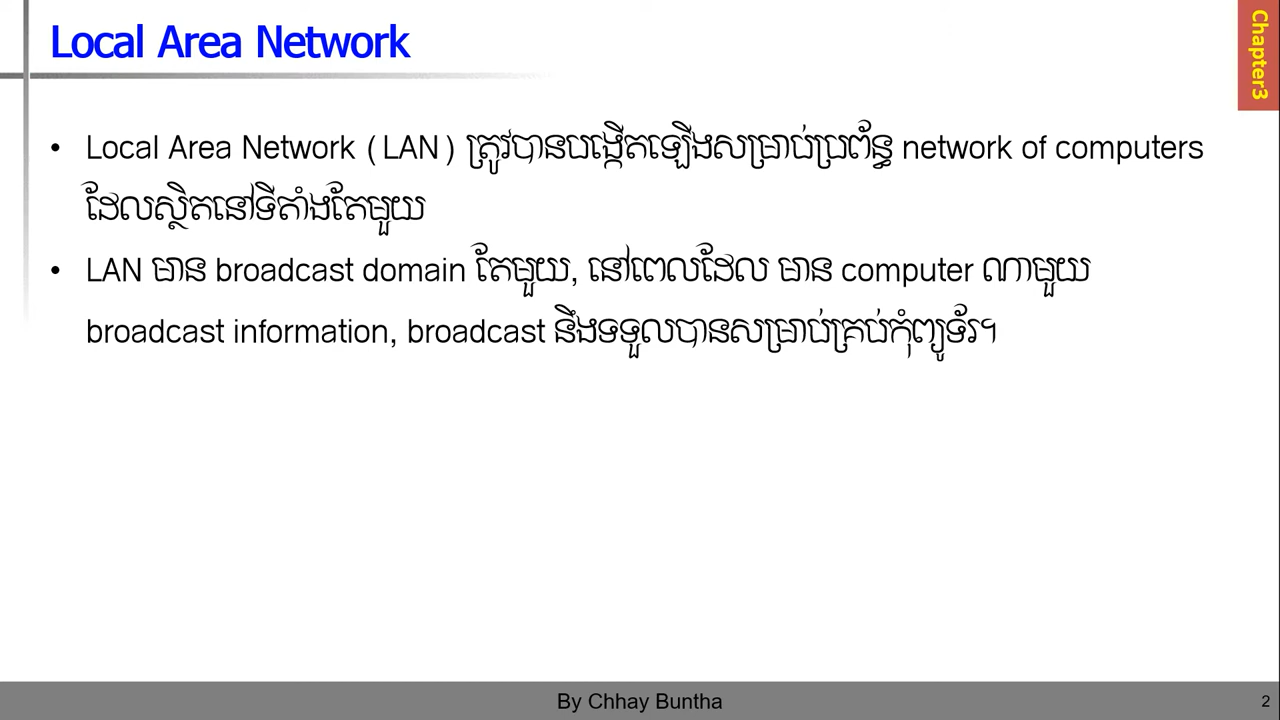 Local Area Network
Chapter3
• Local Area Network (LAN) ត្រូវបានបង្កើតឡើងសម្រាប់ប្រព័ន្ធ network of computers
ដែលស្ថិតនៅទីតាំងតែមួយ
• LAN មាន broadcast domain តែមួយ, នៅពេលដែល មាន computer ណាមួយ
broadcast information, broadcast នឹងទទួលបានសម្រាប់គ្រប់កុំព្យូទ័រ។
By Chhay Buntha
2